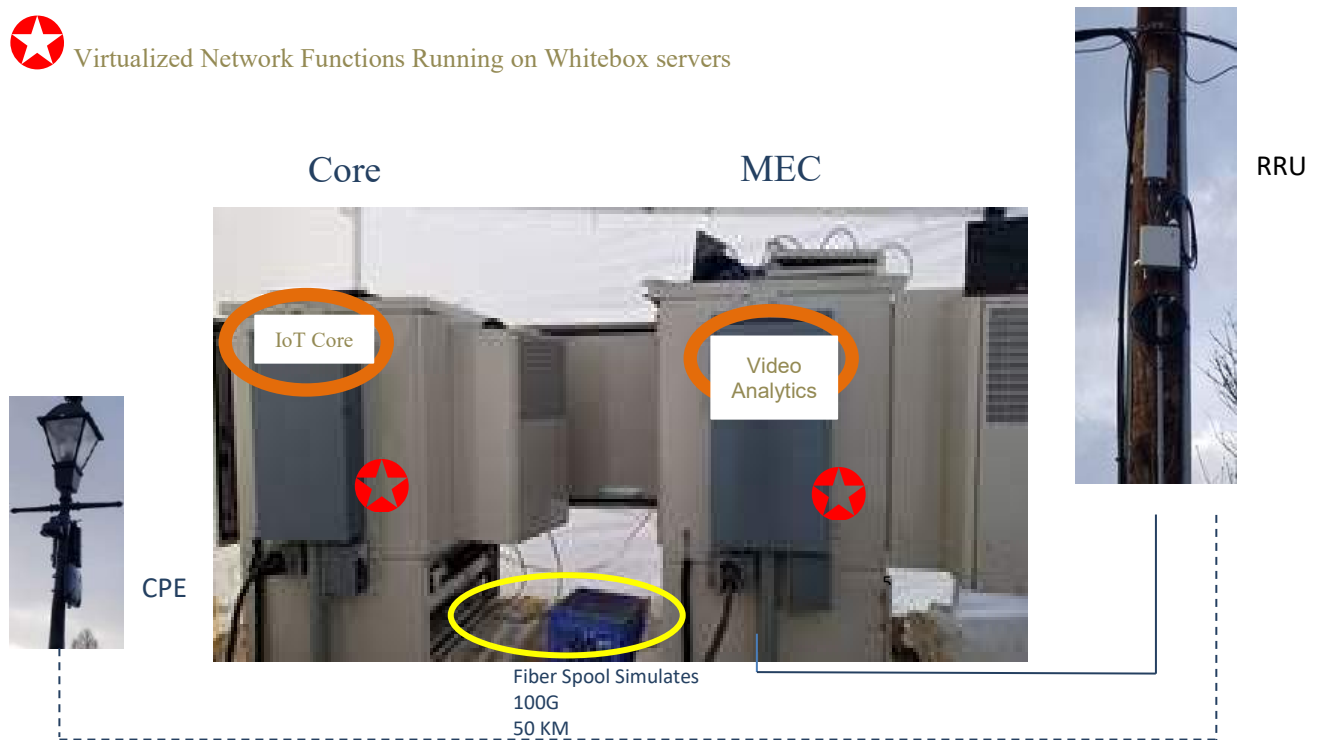 Virtualized Network Functions Running on Whitebox servers
Core
MEC
RRU
IoT Core
Video
Analytics
CPE
Fiber Spool Simulates
100G
50 KM